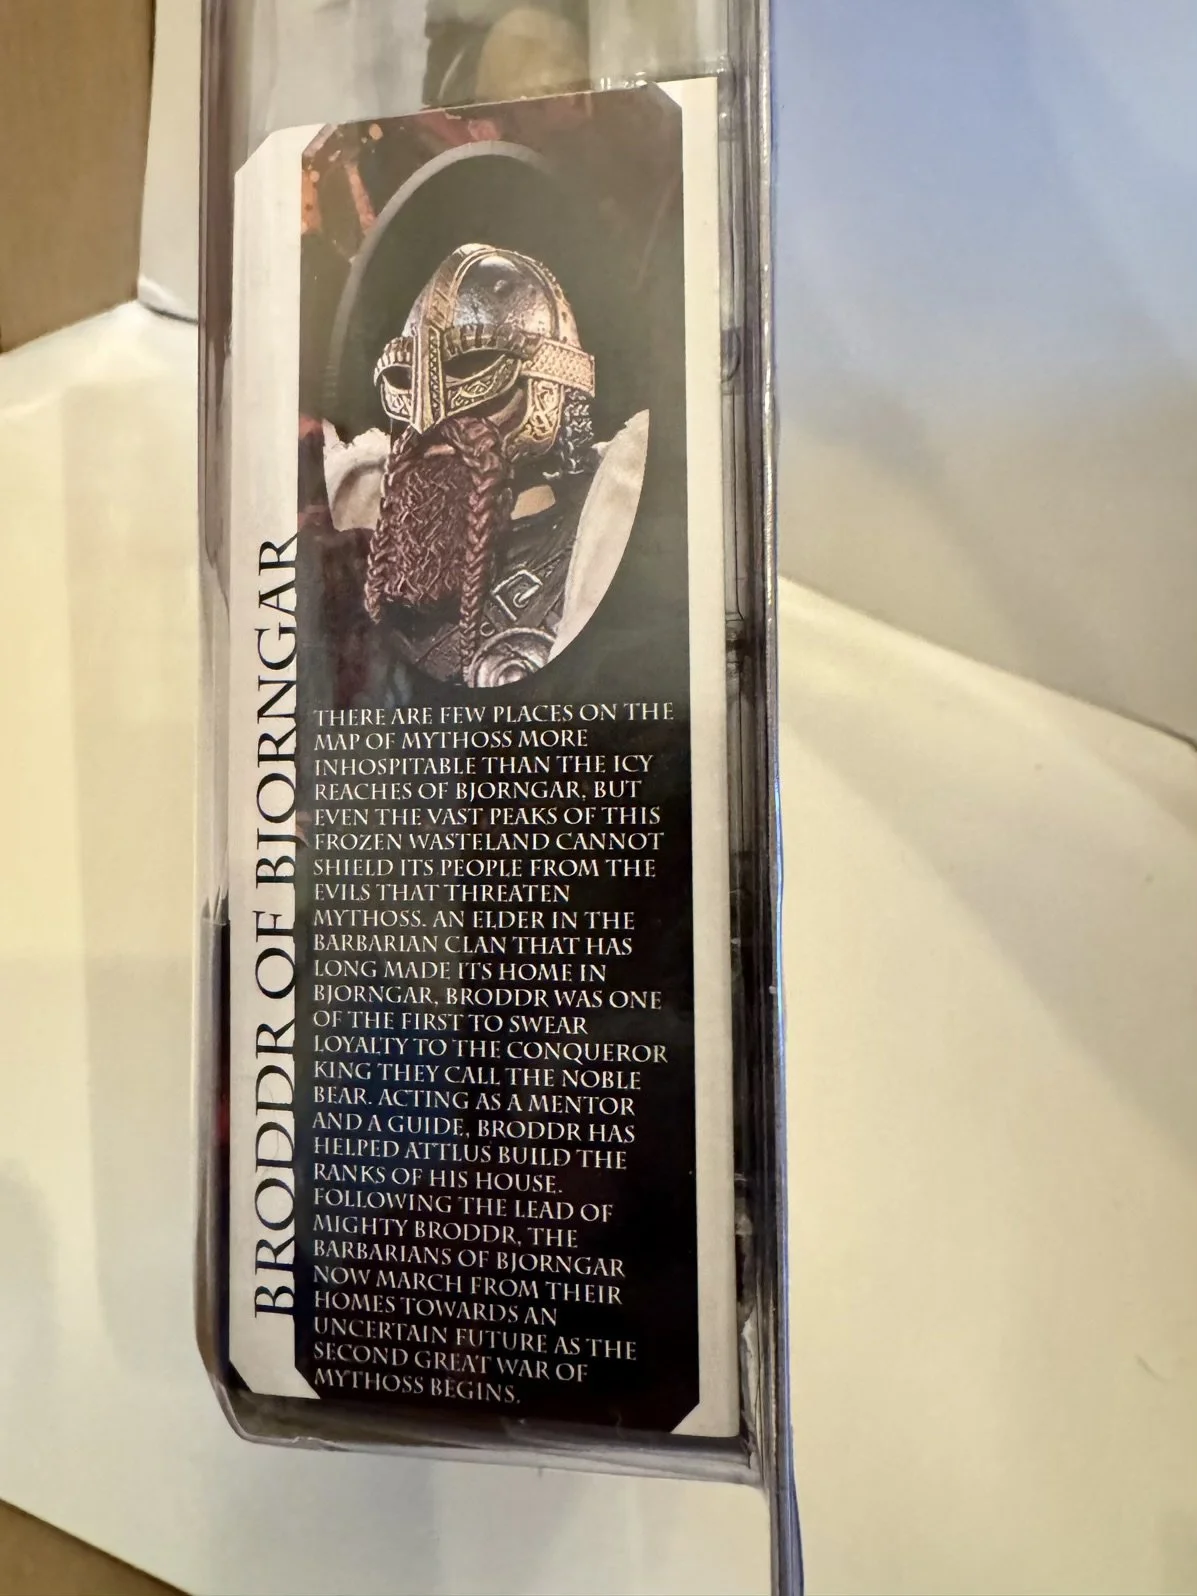 BRODDR OF BJORNGAR
THERE ARE FEW PLACES ON THE
MAP OF MYTHOSS MORE
INHOSPITABLE THAN THE ICY
REACHES OF BJORNGAR, BUT
EVEN THE VAST PEAKS OF THIS
FROZEN WASTELAND CANNOT
SHIELD ITS PEOPLE FROM THE
EVILS THAT THREATEN
MYTHOSS. AN ELDER IN THE
BARBARIAN CLAN THAT HAS
LONG MADE ITS HOME IN
BJORNGAR, BRODDR WAS ONE
OF THE FIRST TO SWEAR
LOYALTY TO THE CONQUEROR
KING THEY CALL THE NOBLE
BEAR. ACTING AS A MENTOR
AND A GUIDE, BRODDR HAS
HELPED ATTLUS BUILD THE
RANKS OF HIS HOUSE.
FOLLOWING THE LEAD OF
MIGHTY BRODDR, THE
BARBARIANS OF BJORNGAR
NOW MARCH FROM THEIR
HOMES TOWARDS AN
UNCERTAIN FUTURE AS THE
SECOND GREAT WAR OF
MYTHOSS BEGINS.